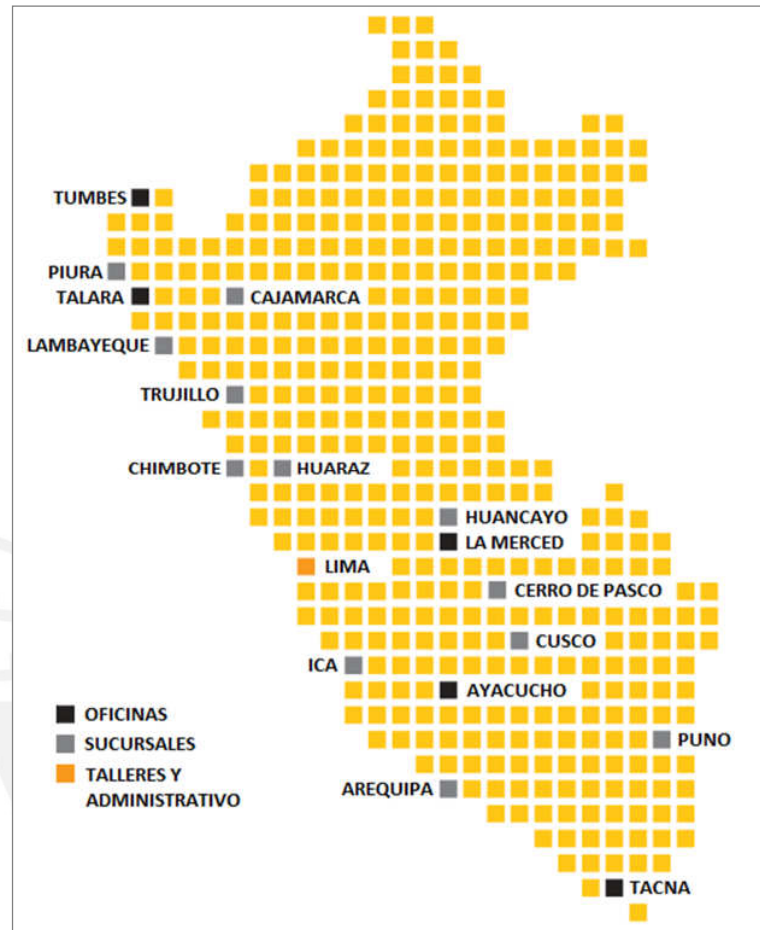 TUMBES
PIURA
TALARA
CAJAMARCA
LAMBAYEQUE
TRUJILLO
CHIMBOTE
HUARAZ
HUANCAYO
LA MERCED
LIMA
CERRO DE PASCO
CUSCO
ICA
AYACUCHO
OFICINAS
SUCURSALES
PUNO
TALLERES Y
ADMINISTRATIVO
AREQUIPA
TACNA